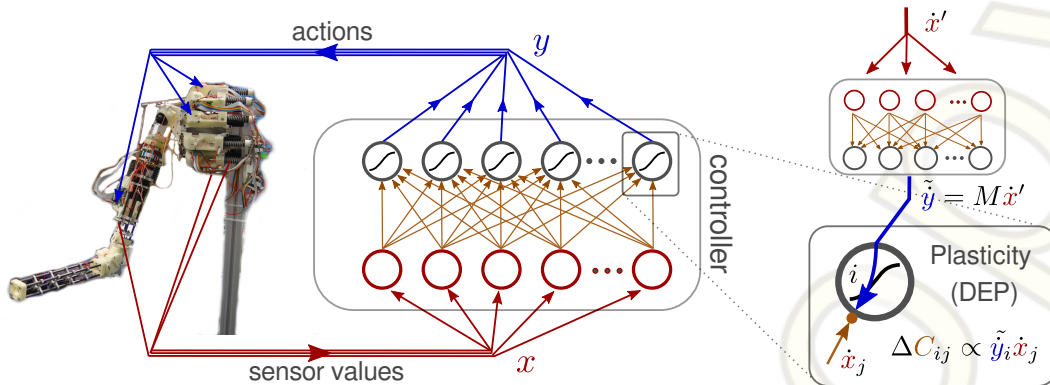 actions
y
ẋ′
controller
ỹ̇ = Mẋ′
Plasticity
(DEP)
i
ẋⱼ
ΔCᵢⱼ ∝ ỹ̇ᵢẋⱼ
x
sensor values